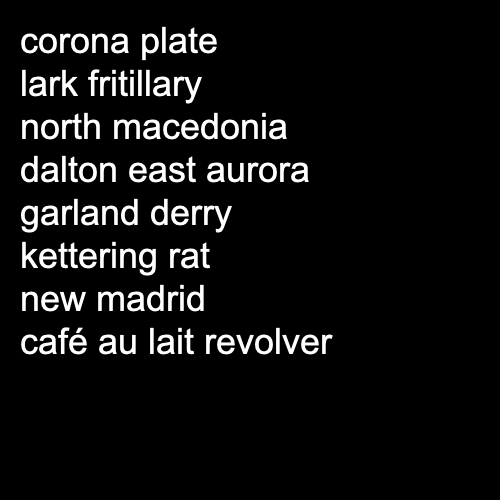 corona plate
lark fritillary
north macedonia
dalton east aurora
garland derry
kettering rat
new madrid
café au lait revolver